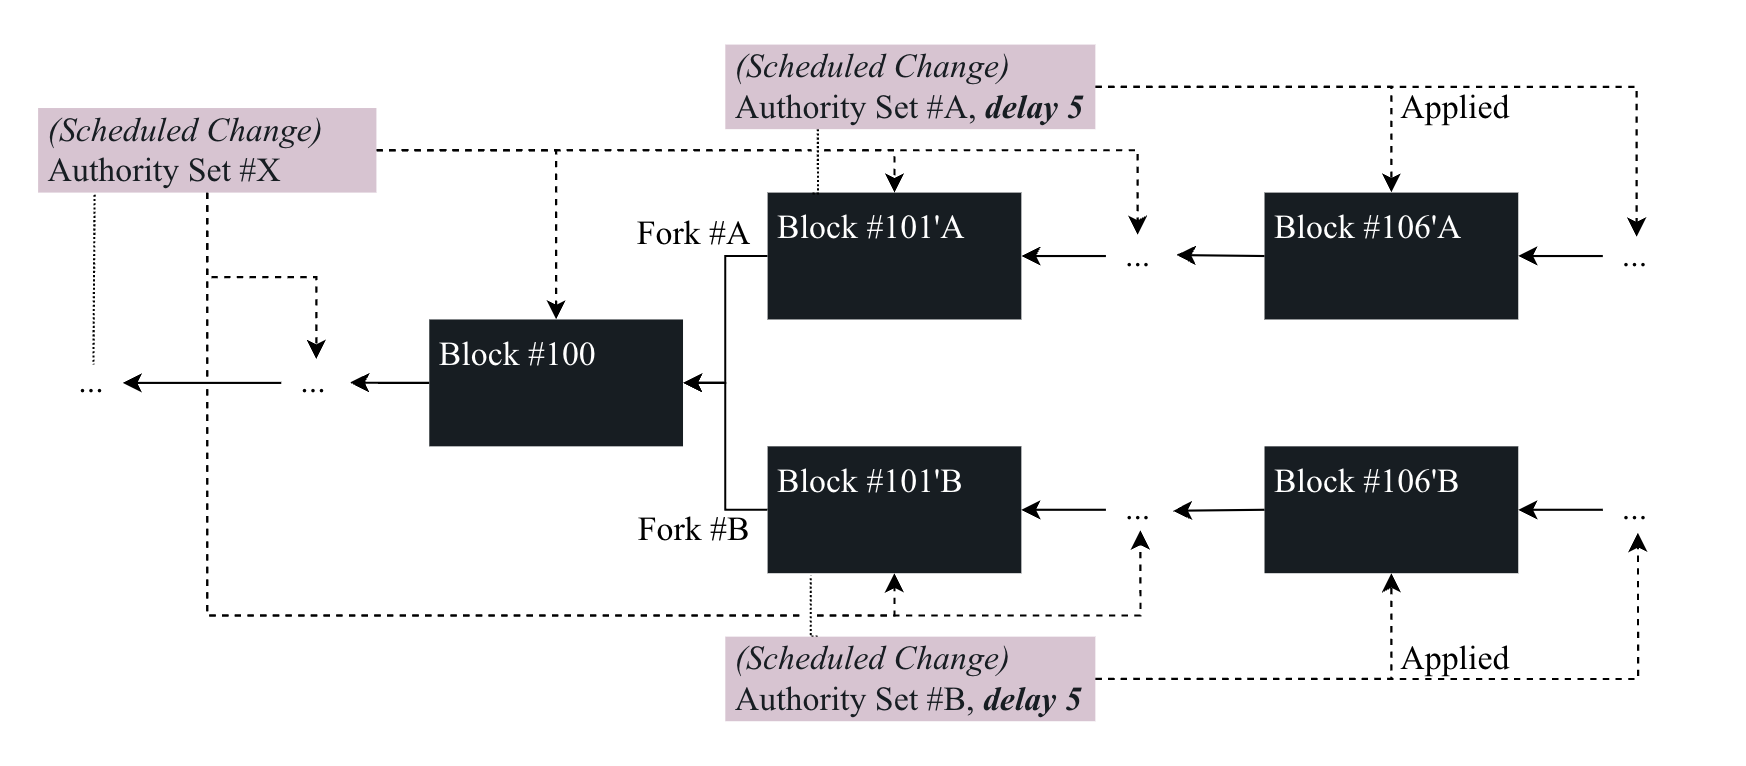 (Scheduled Change)
Authority Set #A, delay 5
Applied
(Scheduled Change)
Authority Set #X
Fork #A
Block #101'A
...
Block #106'A
...
Block #100
...
...
Block #101'B
...
Block #106'B
...
Fork #B
(Scheduled Change)
Authority Set #B, delay 5
Applied